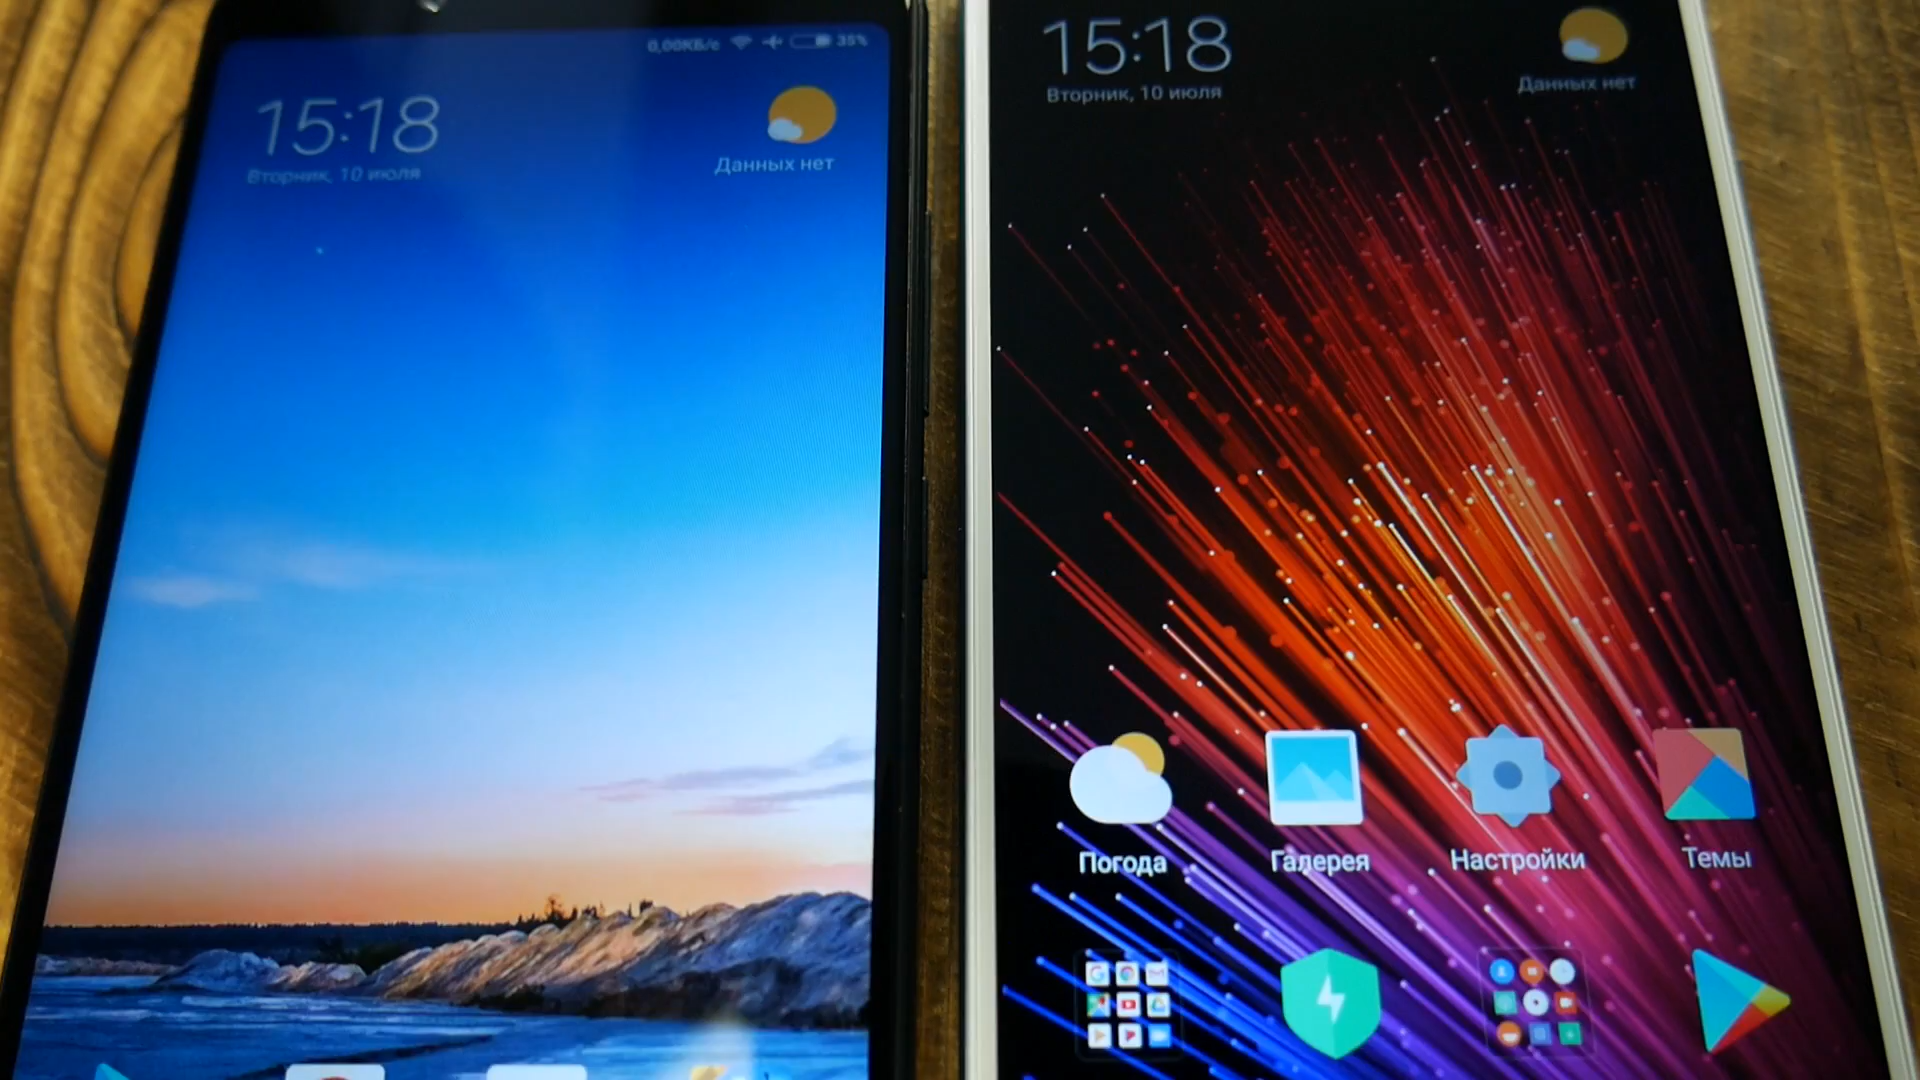 0,00КБ/с 35%
15:18
Вторник, 10 июля
Данных нет
15:18
Вторник, 10 июля
Данных нет
Погода Галерея Настройки Темы